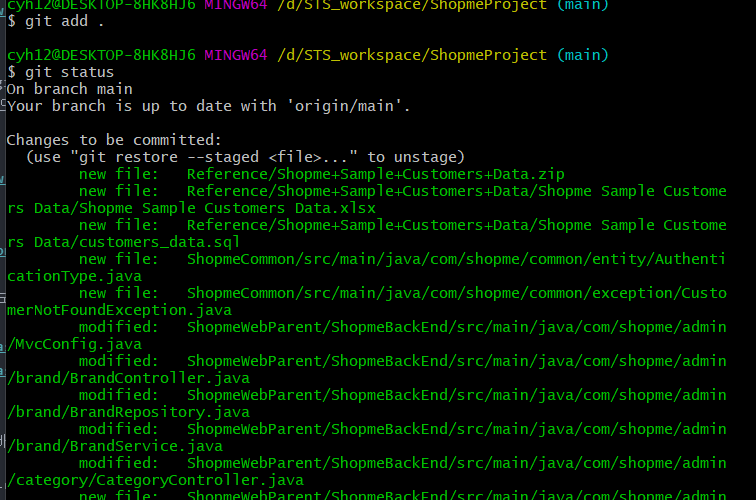 cyh12@DESKTOP-8HK8HJ6 MINGW64 /d/STS_workspace/ShopmeProject (main)
$ git add .
cyh12@DESKTOP-8HK8HJ6 MINGW64 /d/STS_workspace/ShopmeProject (main)
$ git status
On branch main
Your branch is up to date with 'origin/main'.
Changes to be committed:
  (use "git restore --staged <file>..." to unstage)
        new file:   Reference/Shopme+Sample+Customers+Data.zip
        new file:   Reference/Shopme+Sample+Customers+Data/Shopme Sample Custome
rs Data/Shopme Sample Customers Data.xlsx
        new file:   Reference/Shopme+Sample+Customers+Data/Shopme Sample Custome
rs Data/customers_data.sql
        new file:   ShopmeCommon/src/main/java/com/shopme/common/entity/Authenti
cationType.java
        new file:   ShopmeCommon/src/main/java/com/shopme/common/exception/Custo
merNotFoundException.java
        modified:   ShopmeWebParent/ShopmeBackEnd/src/main/java/com/shopme/admin
/MvcConfig.java
        modified:   ShopmeWebParent/ShopmeBackEnd/src/main/java/com/shopme/admin
/brand/BrandController.java
        modified:   ShopmeWebParent/ShopmeBackEnd/src/main/java/com/shopme/admin
/brand/BrandRepository.java
        modified:   ShopmeWebParent/ShopmeBackEnd/src/main/java/com/shopme/admin
/brand/BrandService.java
        modified:   ShopmeWebParent/ShopmeBackEnd/src/main/java/com/shopme/admin
/category/CategoryController.java
        new file:   ShopmeWebParent/ShopmeBackEnd/src/main/java/com/shopme/admin